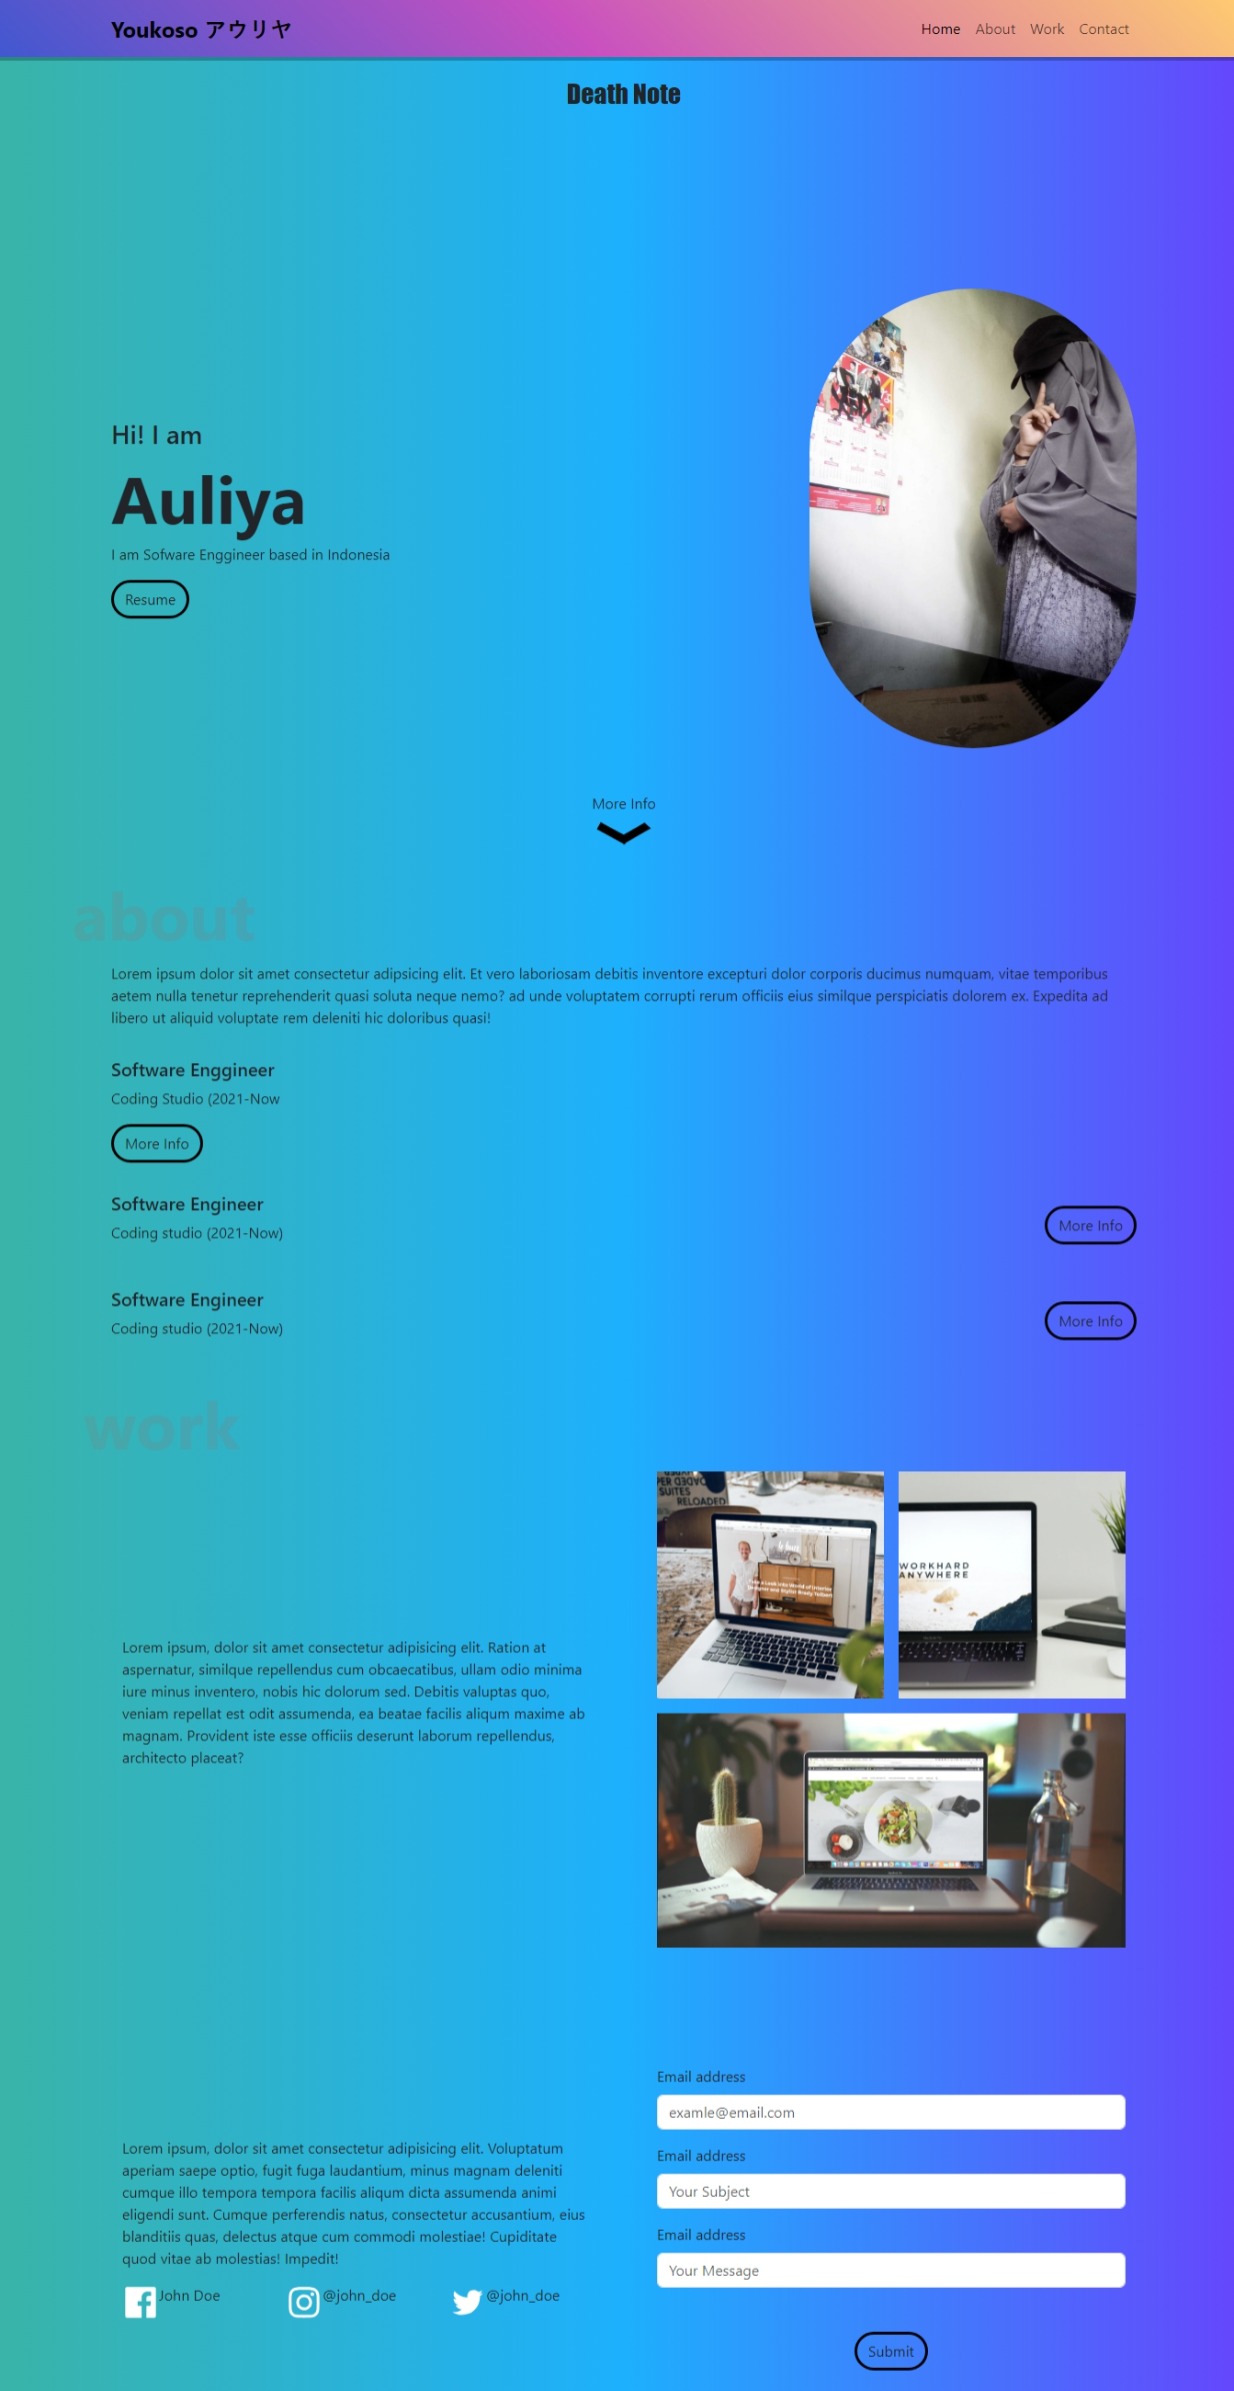 Youkoso アウリヤ
Home About Work Contact
Death Note
Hi! I am
Auliya
I am Sofware Enggineer based in Indonesia
Resume
More Info
about
Lorem ipsum dolor sit amet consectetur adipsicing elit. Et vero laboriosam debitis inventore excepturi dolor corporis ducimus numquam, vitae temporibus
aetem nulla tenetur reprehenderit quasi soluta neque nemo? ad unde voluptatem corrupti rerum officiis eius similque perspiciatis dolorem ex. Expedita ad
libero ut aliquid voluptate rem deleniti hic doloribus quasi!
Software Enggineer
Coding Studio (2021-Now
More Info
Software Engineer
Coding studio (2021-Now)
More Info
Software Engineer
Coding studio (2021-Now)
More Info
work
SUITES
RELOADED
WORKHARD
ANYWHERE
Lorem ipsum, dolor sit amet consectetur adipisicing elit. Ration at
aspernatur, similque repellendus cum obcaecatibus, ullam odio minima
iure minus inventero, nobis hic dolorum sed. Debitis valuptas quo,
veniam repellat est odit assumenda, ea beatae facilis aliqum maxime ab
magnam. Provident iste esse officiis deserunt laborum repellendus,
architecto placeat?
Lorem ipsum, dolor sit amet consectetur adipisicing elit. Voluptatum
aperiam saepe optio, fugit fuga laudantium, minus magnam deleniti
cumque illo tempora tempora facilis aliqum dicta assumenda animi
eligendi sunt. Cumque perferendis natus, consectetur accusantium, eius
blanditiis quas, delectus atque cum commodi molestiae! Cupiditate
quod vitae ab molestias! Impedit!
John Doe @john_doe @john_doe
Email address
examle@email.com
Email address
Your Subject
Email address
Your Message
Submit